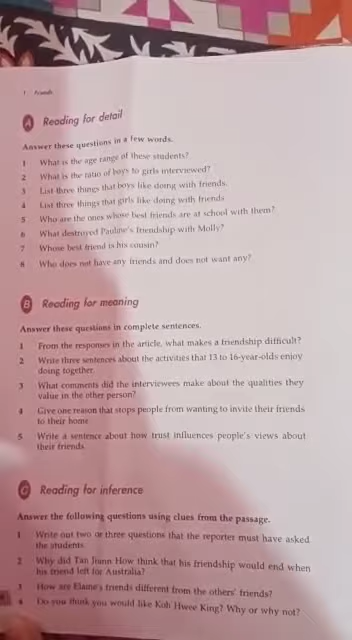 1 Friends
A Reading for detail
Answer these questions in a few words.
1 What is the age range of these students?
2 What is the ratio of boys to girls interviewed?
3 List three things that boys like doing with friends.
4 List three things that girls like doing with friends
5 Who are the ones whose best friends are at school with them?
6 What destroyed Pauline's friendship with Molly?
7 Whose best friend is his cousin?
8 Who does not have any friends and does not want any?
B Reading for meaning
Answer these questions in complete sentences.
1 From the responses in the article, what makes a friendship difficult?
2 Write three sentences about the activities that 13 to 16-year-olds enjoy
doing together.
3 What comments did the interviewees make about the qualities they
value in the other person?
4 Give one reason that stops people from wanting to invite their friends
to their home.
5 Write a sentence about how trust influences people's views about
their friends.
C Reading for inference
Answer the following questions using clues from the passage.
1 Write out two or three questions that the reporter must have asked
the students.
2 Why did Tan Jiunn How think that his friendship would end when
his friend left for Australia?
3 How are Elaine's friends different from the others' friends?
4 Do you think you would like Koh Hwee King? Why or why not?